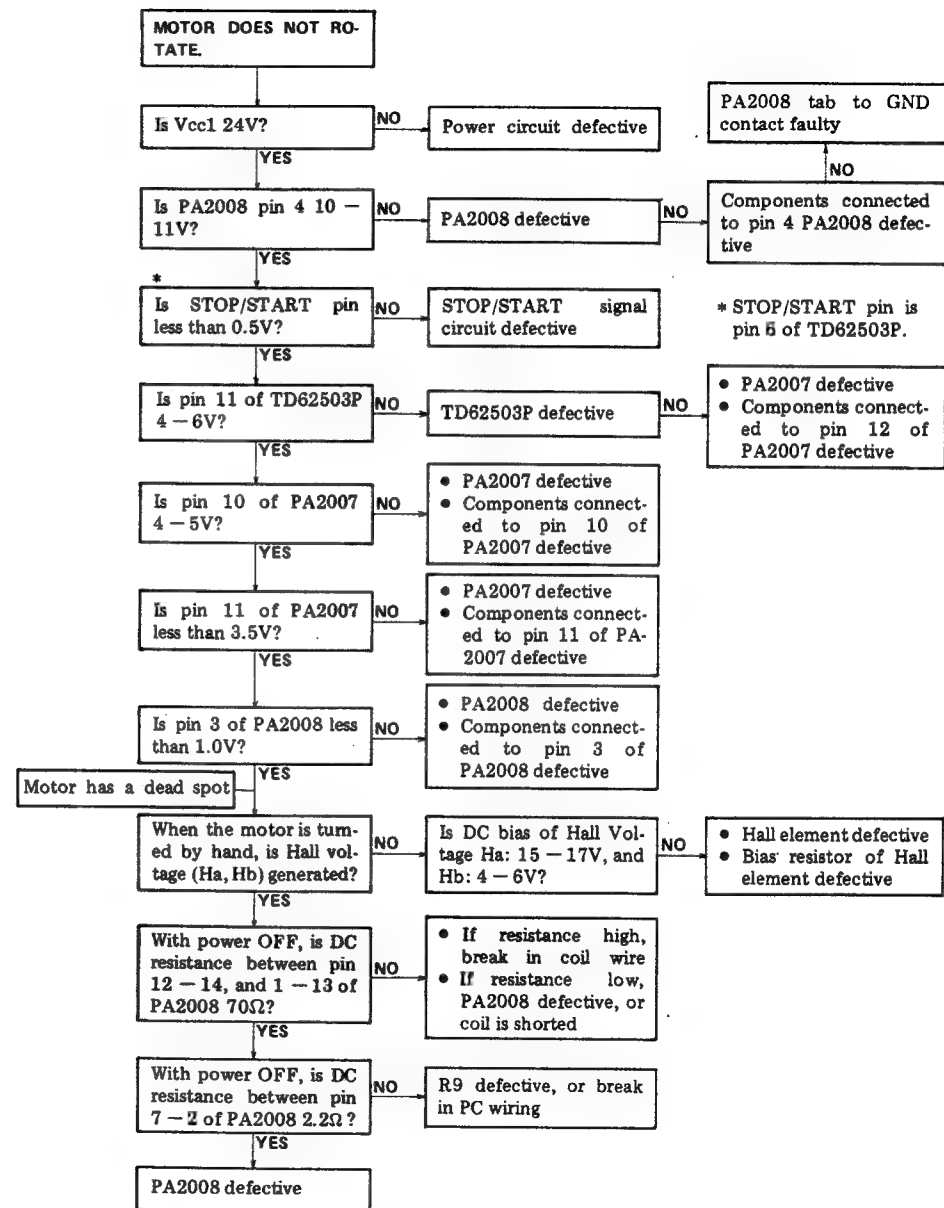 MOTOR DOES NOT RO-
TATE.
Is Vcc1 24V?
NO
Power circuit defective
PA2008 tab to GND
contact faulty
YES
NO
Is PA2008 pin 4 10 –
11V?
NO
PA2008 defective
NO
Components connected
to pin 4 PA2008 defec-
tive
YES
*
Is STOP/START pin
less than 0.5V?
NO
STOP/START signal
circuit defective
* STOP/START pin is
pin 6 of TD62503P.
YES
Is pin 11 of TD62503P
4 – 6V?
NO
TD62503P defective
NO
● PA2007 defective
● Components connect-
ed to pin 12 of
PA2007 defective
YES
Is pin 10 of PA2007
4 – 5V?
NO
● PA2007 defective
● Components connect-
ed to pin 10 of
PA2007 defective
YES
Is pin 11 of PA2007
less than 3.5V?
NO
● PA2007 defective
● Components connect-
ed to pin 11 of PA-
2007 defective
YES
Is pin 3 of PA2008 less
than 1.0V?
NO
● PA2008 defective
● Components connect-
ed to pin 3 of
PA2008 defective
YES
Motor has a dead spot
When the motor is turn-
ed by hand, is Hall vol-
tage (Ha, Hb) generated?
NO
Is DC bias of Hall Vol-
tage Ha: 15 – 17V, and
Hb: 4 – 6V?
NO
● Hall element defective
● Bias resistor of Hall
element defective
YES
With power OFF, is DC
resistance between pin
12 – 14, and 1 – 13 of
PA2008 70Ω?
NO
● If resistance high,
break in coil wire
● If resistance low,
PA2008 defective, or
coil is shorted
YES
With power OFF, is DC
resistance between pin
7 – 2 of PA2008 2.2Ω?
NO
R9 defective, or break
in PC wiring
YES
PA2008 defective